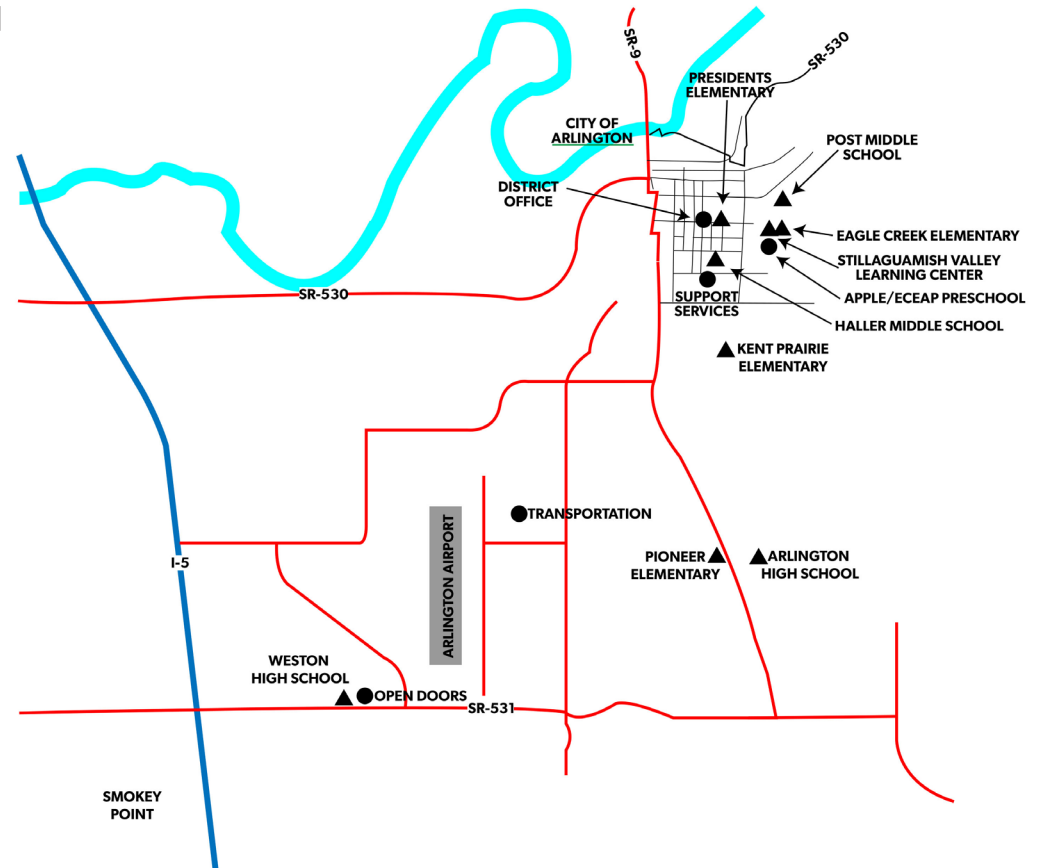 SR-9
SR-530
PRESIDENTS
ELEMENTARY
CITY OF
ARLINGTON
POST MIDDLE
SCHOOL
DISTRICT
OFFICE
EAGLE CREEK ELEMENTARY
STILLAGUAMISH VALLEY
LEARNING CENTER
APPLE/ECEAP PRESCHOOL
SR-530
SUPPORT
SERVICES
HALLER MIDDLE SCHOOL
KENT PRAIRIE
ELEMENTARY
TRANSPORTATION
ARLINGTON AIRPORT
I-5
PIONEER
ELEMENTARY
ARLINGTON
HIGH SCHOOL
WESTON
HIGH SCHOOL
OPEN DOORS
SR-531
SMOKEY
POINT